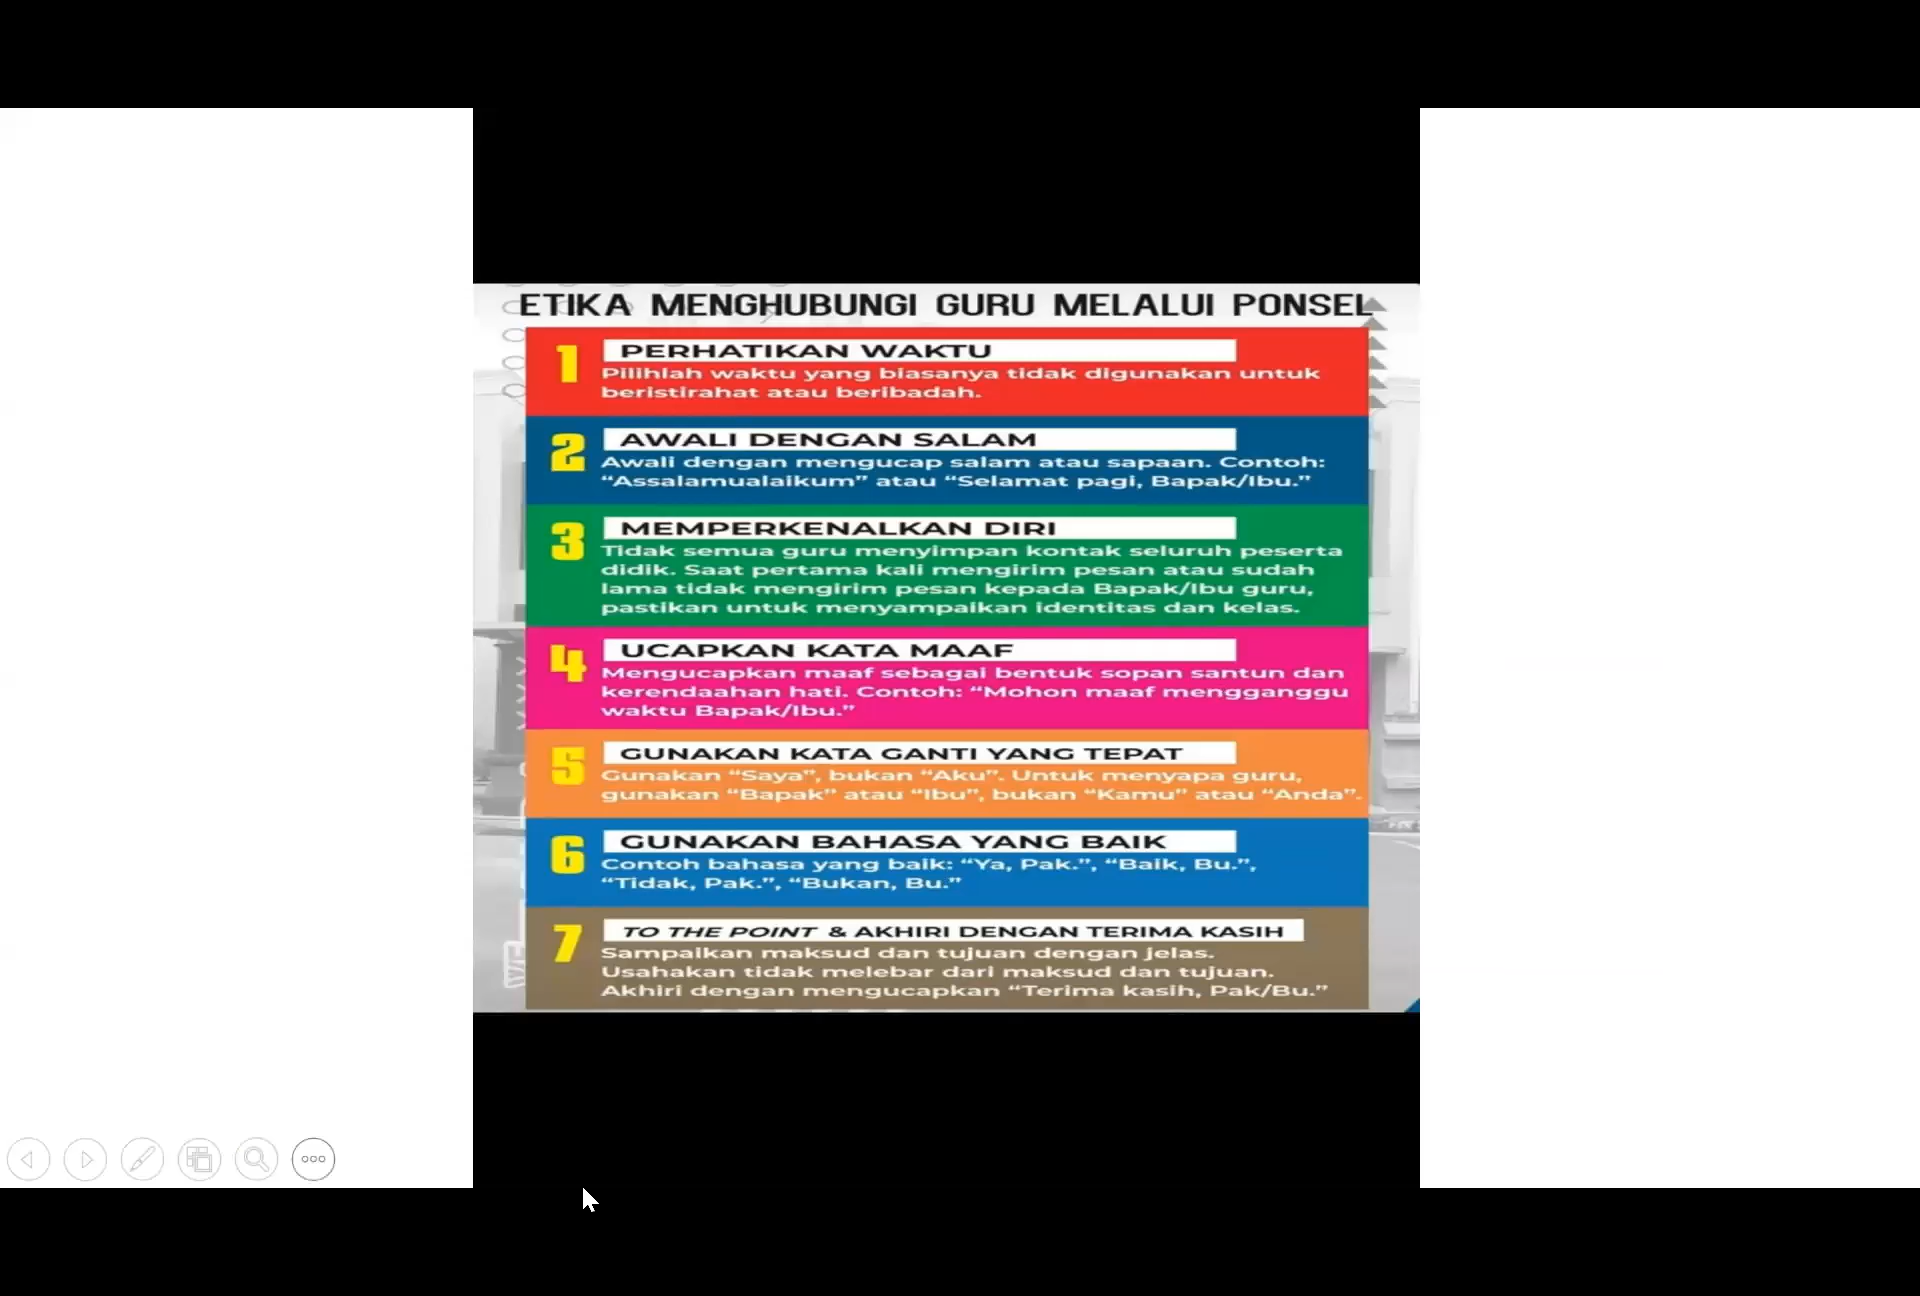 ETIKA MENGHUBUNGI GURU MELALUI PONSEL
1
PERHATIKAN WAKTU
Pilihlah waktu yang biasanya tidak digunakan untuk
beristirahat atau beribadah.
2
AWALI DENGAN SALAM
Awali dengan mengucap salam atau sapaan. Contoh:
“Assalamualaikum” atau “Selamat pagi, Bapak/Ibu.”
3
MEMPERKENALKAN DIRI
Tidak semua guru menyimpan kontak seluruh peserta
didik. Saat pertama kali mengirim pesan atau sudah
lama tidak mengirim pesan kepada Bapak/Ibu guru,
pastikan untuk menyampaikan identitas dan kelas.
4
UCAPKAN KATA MAAF
Mengucapkan maaf sebagai bentuk sopan santun dan
kerendaahan hati. Contoh: “Mohon maaf mengganggu
waktu Bapak/Ibu.”
5
GUNAKAN KATA GANTI YANG TEPAT
Gunakan “Saya”, bukan “Aku”. Untuk menyapa guru,
gunakan “Bapak” atau “Ibu”, bukan “Kamu” atau “Anda”.
6
GUNAKAN BAHASA YANG BAIK
Contoh bahasa yang baik: “Ya, Pak.”, “Baik, Bu.”,
“Tidak, Pak.”, “Bukan, Bu.”
7
TO THE POINT & AKHIRI DENGAN TERIMA KASIH
Sampaikan maksud dan tujuan dengan jelas.
Usahakan tidak melebar dari maksud dan tujuan.
Akhiri dengan mengucapkan “Terima kasih, Pak/Bu.”